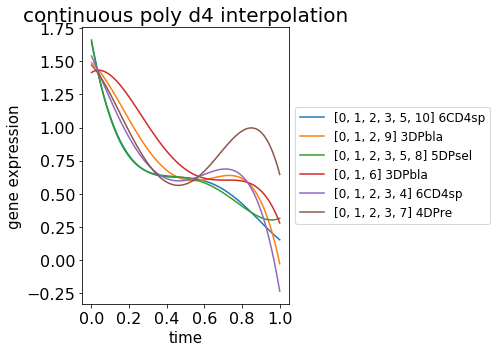 continuous poly d4 interpolation
1.75
1.50
1.25
1.00
0.75
0.50
0.25
0.00
−0.25
gene expression
0.0 0.2 0.4 0.6 0.8 1.0
time
[0, 1, 2, 3, 5, 10] 6CD4sp
[0, 1, 2, 9] 3DPbla
[0, 1, 2, 3, 5, 8] 5DPsel
[0, 1, 6] 3DPbla
[0, 1, 2, 3, 4] 6CD4sp
[0, 1, 2, 3, 7] 4DPre